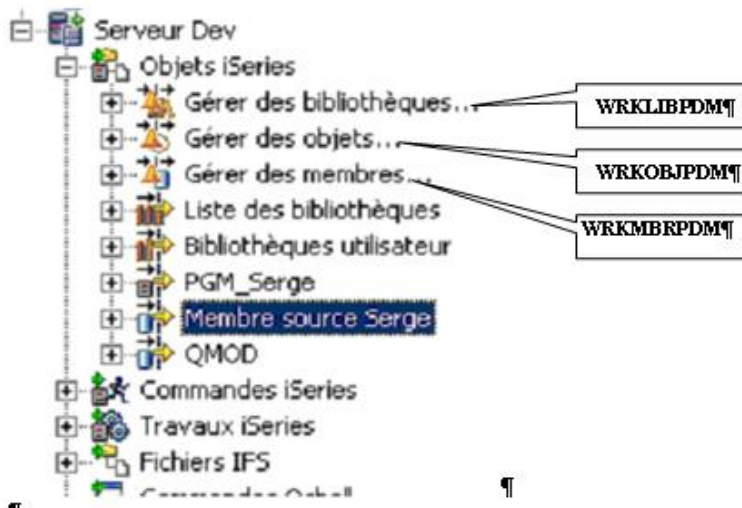 Serveur Dev
Objets iSeries
Gérer des bibliothèques...
WRKLIBPDM¶
Gérer des objets...
WRKOBJPDM¶
Gérer des membres...
WRKMBRPDM¶
Liste des bibliothèques
Bibliothèques utilisateur
PGM_Serge
Membre source Serge
QMOD
Commandes iSeries
Travaux iSeries
Fichiers IFS
¶
¶